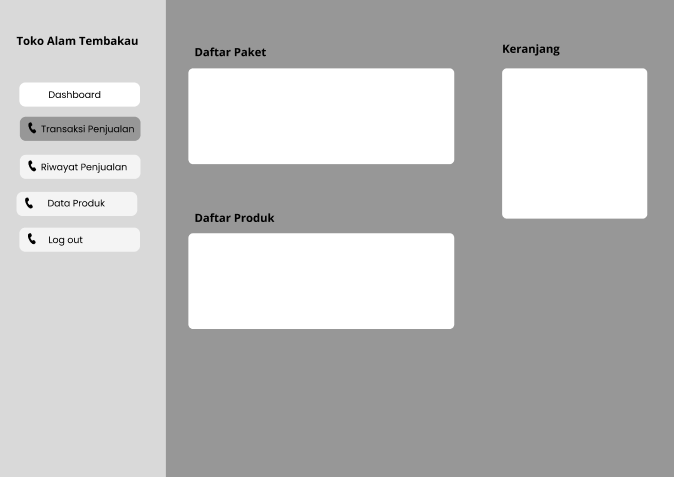 Toko Alam Tembakau
Dashboard
Transaksi Penjualan
Riwayat Penjualan
Data Produk
Log out
Daftar Paket
Daftar Produk
Keranjang